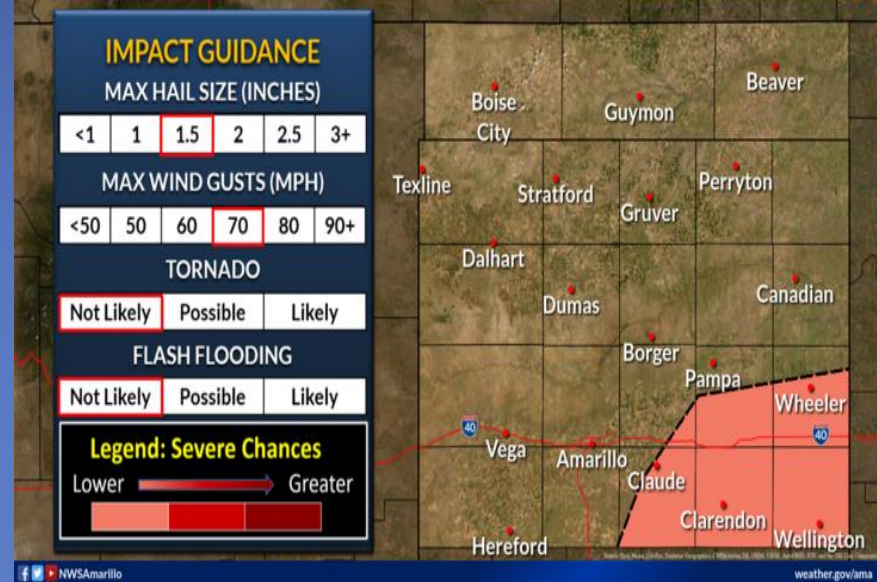 IMPACT GUIDANCE
MAX HAIL SIZE (INCHES)
<1 1 1.5 2 2.5 3+
MAX WIND GUSTS (MPH)
<50 50 60 70 80 90+
TORNADO
Not Likely Possible Likely
FLASH FLOODING
Not Likely Possible Likely
Legend: Severe Chances
Lower Greater
Boise City
Guymon
Beaver
Texline
Stratford
Gruver
Perryton
Dalhart
Dumas
Canadian
Borger
Pampa
Wheeler
40
Vega
Amarillo
40
Claude
Clarendon
Hereford
Wellington
NWSAmarillo
weather.gov/ama